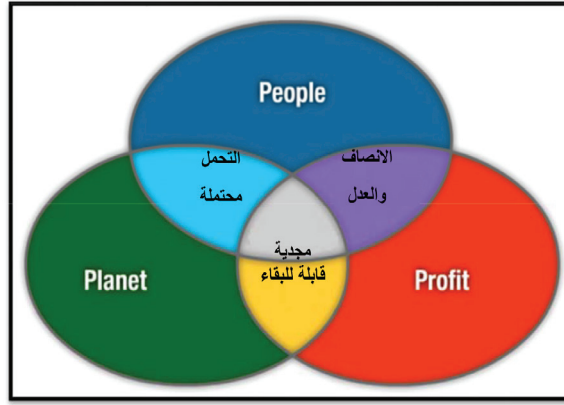 People
التحمل
الانصاف
محتملة
والعدل
مجدية
قابلة للبقاء
Planet
Profit